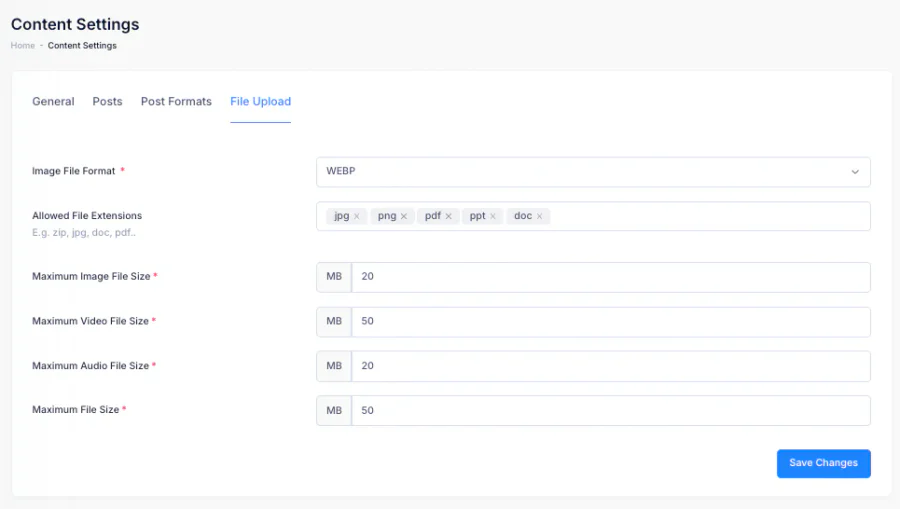 Content Settings
Home - Content Settings
General Posts Post Formats File Upload
Image File Format * WEBP
Allowed File Extensions jpg × png × pdf × ppt × doc ×
E.g. zip, jpg, doc, pdf..
Maximum Image File Size * MB 20
Maximum Video File Size * MB 50
Maximum Audio File Size * MB 20
Maximum File Size * MB 50
Save Changes